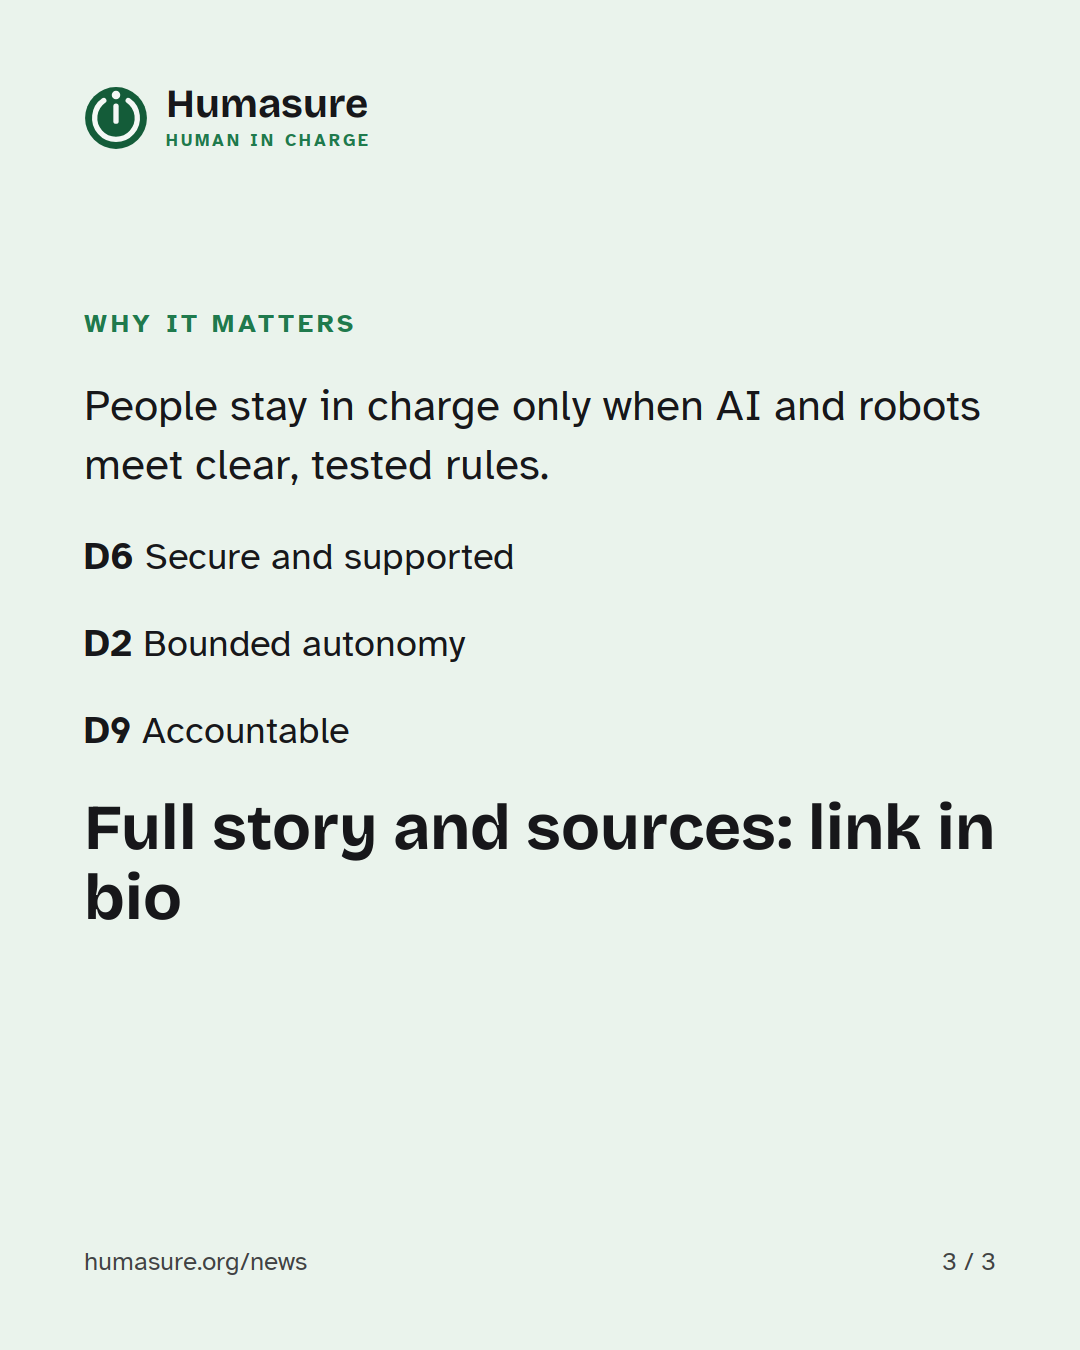 Humasure
HUMAN IN CHARGE
WHY IT MATTERS
People stay in charge only when AI and robots
meet clear, tested rules.
D6 Secure and supported
D2 Bounded autonomy
D9 Accountable
Full story and sources: link in
bio
humasure.org/news
3 / 3